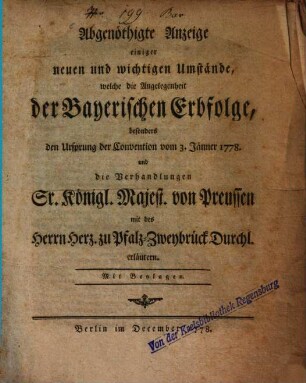 099 Bav
Abgenöthigte Anzeige
einiger
neuen und wichtigen Umstände,
welche die Angelegenheit
der Bayerischen Erbfolge,
besonders
den Ursprung der Convention vom 3. Jänner 1778.
und
die Verhandlungen
Sr. Königl. Majest. von Preussen
mit des
Herrn Herz. zu Pfalz-Zweybrück Durchl.
erläutern.
Mit Beylagen.
Berlin im December 1778.
Von der Kreisbibliothek Regensburg